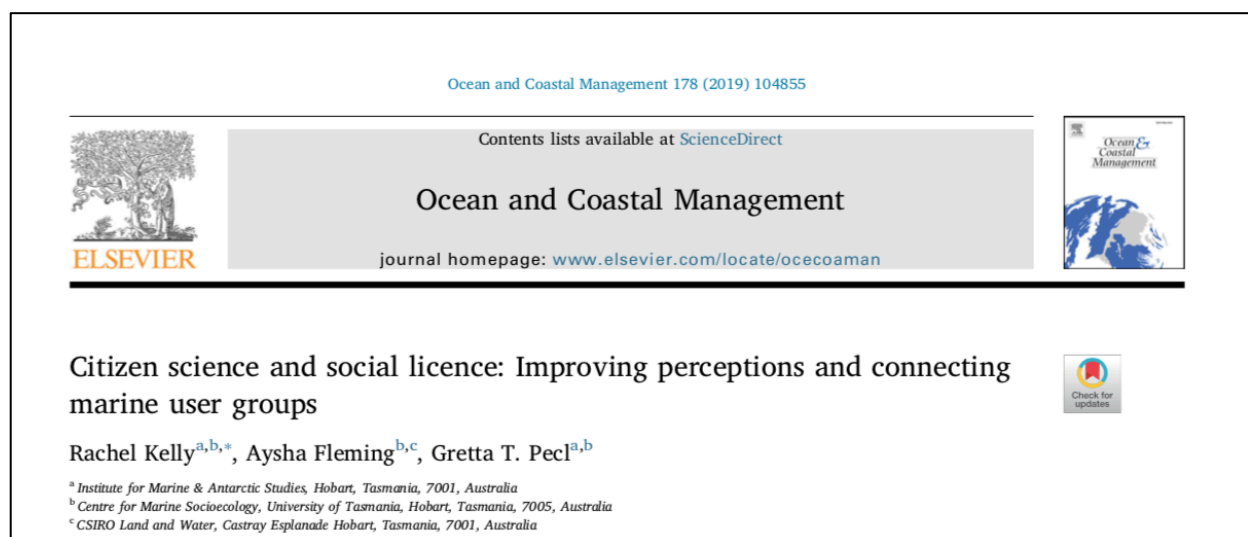 Ocean and Coastal Management 178 (2019) 104855
Contents lists available at ScienceDirect
Ocean and Coastal Management
journal homepage: www.elsevier.com/locate/ocecoaman
ELSEVIER
Ocean &
Coastal
Management
Citizen science and social licence: Improving perceptions and connecting
marine user groups
Check for
updates
Rachel Kelly a,b,*, Aysha Fleming b,c, Gretta T. Pecl a,b
a Institute for Marine & Antarctic Studies, Hobart, Tasmania, 7001, Australia
b Centre for Marine Socioecology, University of Tasmania, Hobart, Tasmania, 7005, Australia
c CSIRO Land and Water, Castray Esplanade Hobart, Tasmania, 7001, Australia